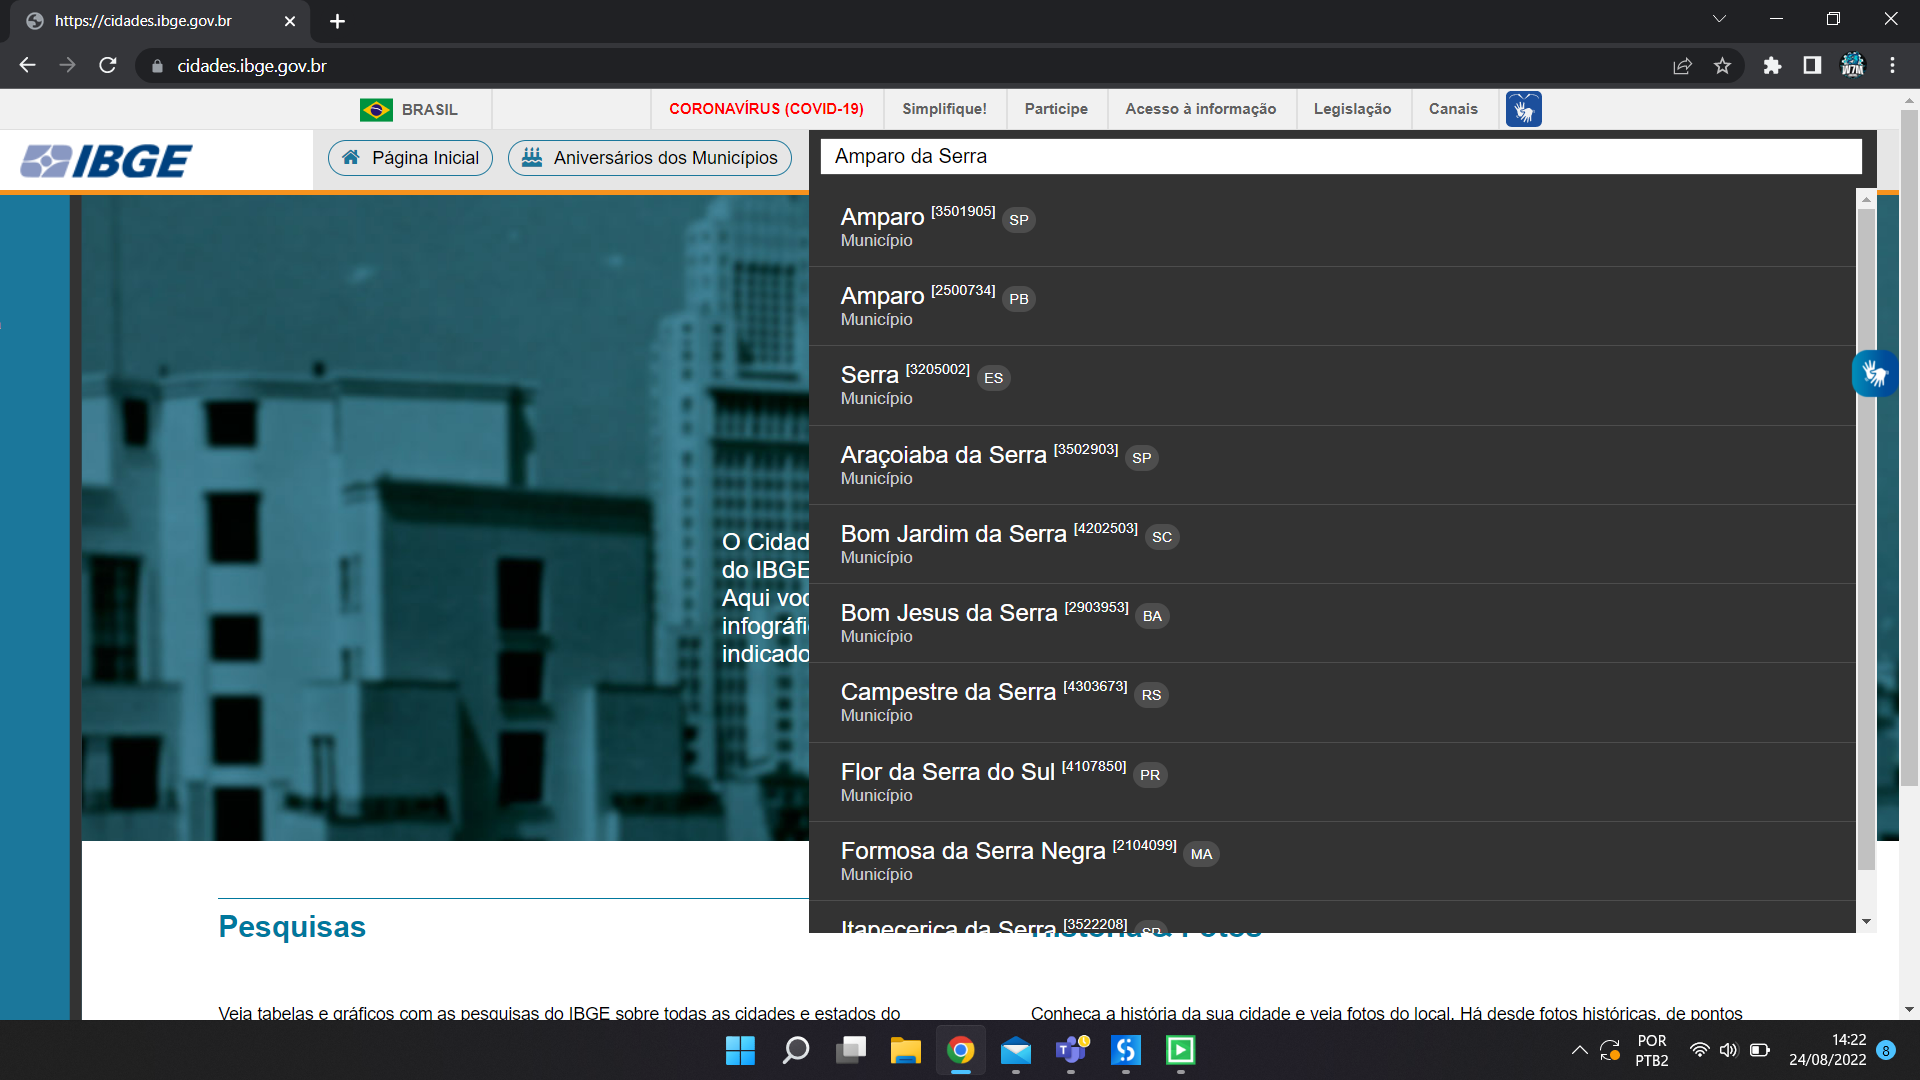 https://cidades.ibge.gov.br
cidades.ibge.gov.br
BRASIL
CORONAVÍRUS (COVID-19)
Simplifique!
Participe
Acesso à informação
Legislação
Canais
IBGE
Página Inicial
Aniversários dos Municípios
Amparo da Serra
Amparo [3501905] SP
Município
Amparo [2500734] PB
Município
Serra [3205002] ES
Município
Araçoiaba da Serra [3502903] SP
Município
Bom Jardim da Serra [4202503] SC
Município
Bom Jesus da Serra [2903953] BA
Município
Campestre da Serra [4303673] RS
Município
Flor da Serra do Sul [4107850] PR
Município
Formosa da Serra Negra [2104099] MA
Município
Itapecerica da Serra [3522208] SP
O Cidad
do IBGE
Aqui voc
infográfi
indicado
Pesquisas
História & Fotos
Veja tabelas e gráficos com as pesquisas do IBGE sobre todas as cidades e estados do
Conheça a história da sua cidade e veja fotos do local. Há desde fotos históricas, de pontos
POR
PTB2
14:22
24/08/2022
8